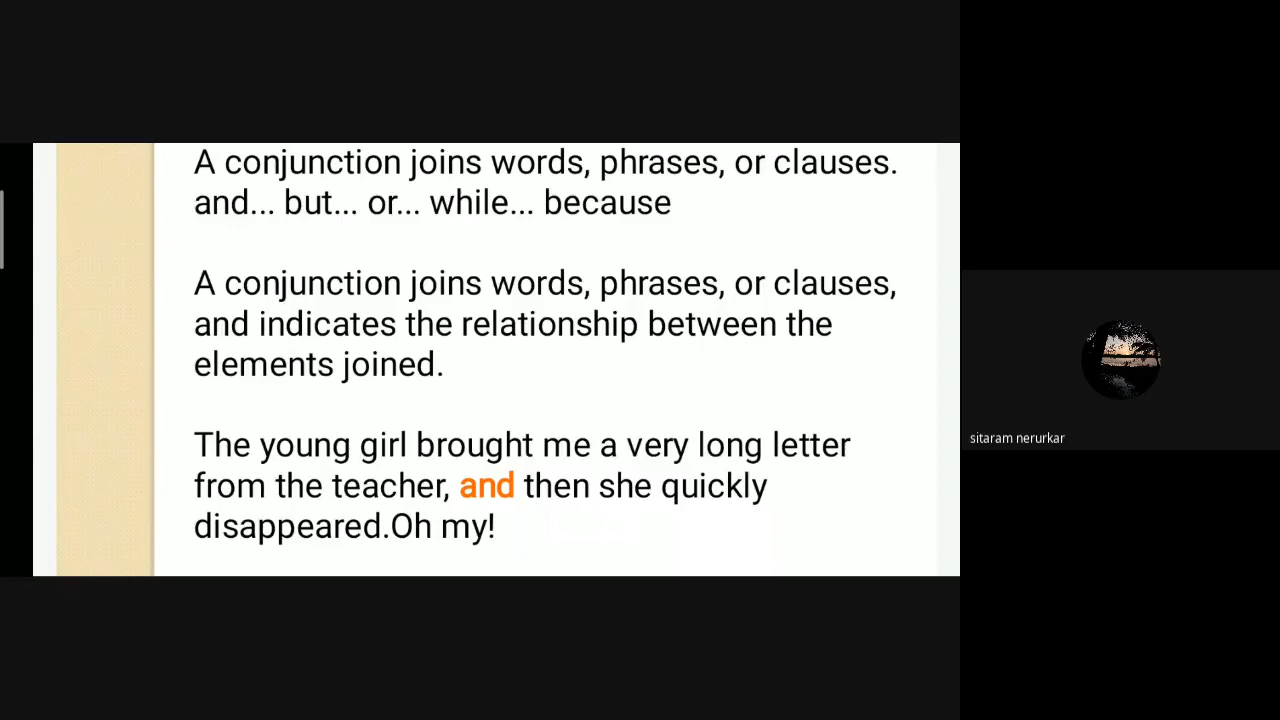 A conjunction joins words, phrases, or clauses.
and... but... or... while... because
A conjunction joins words, phrases, or clauses,
and indicates the relationship between the
elements joined.
The young girl brought me a very long letter
from the teacher, and then she quickly
disappeared.Oh my!
sitaram nerurkar